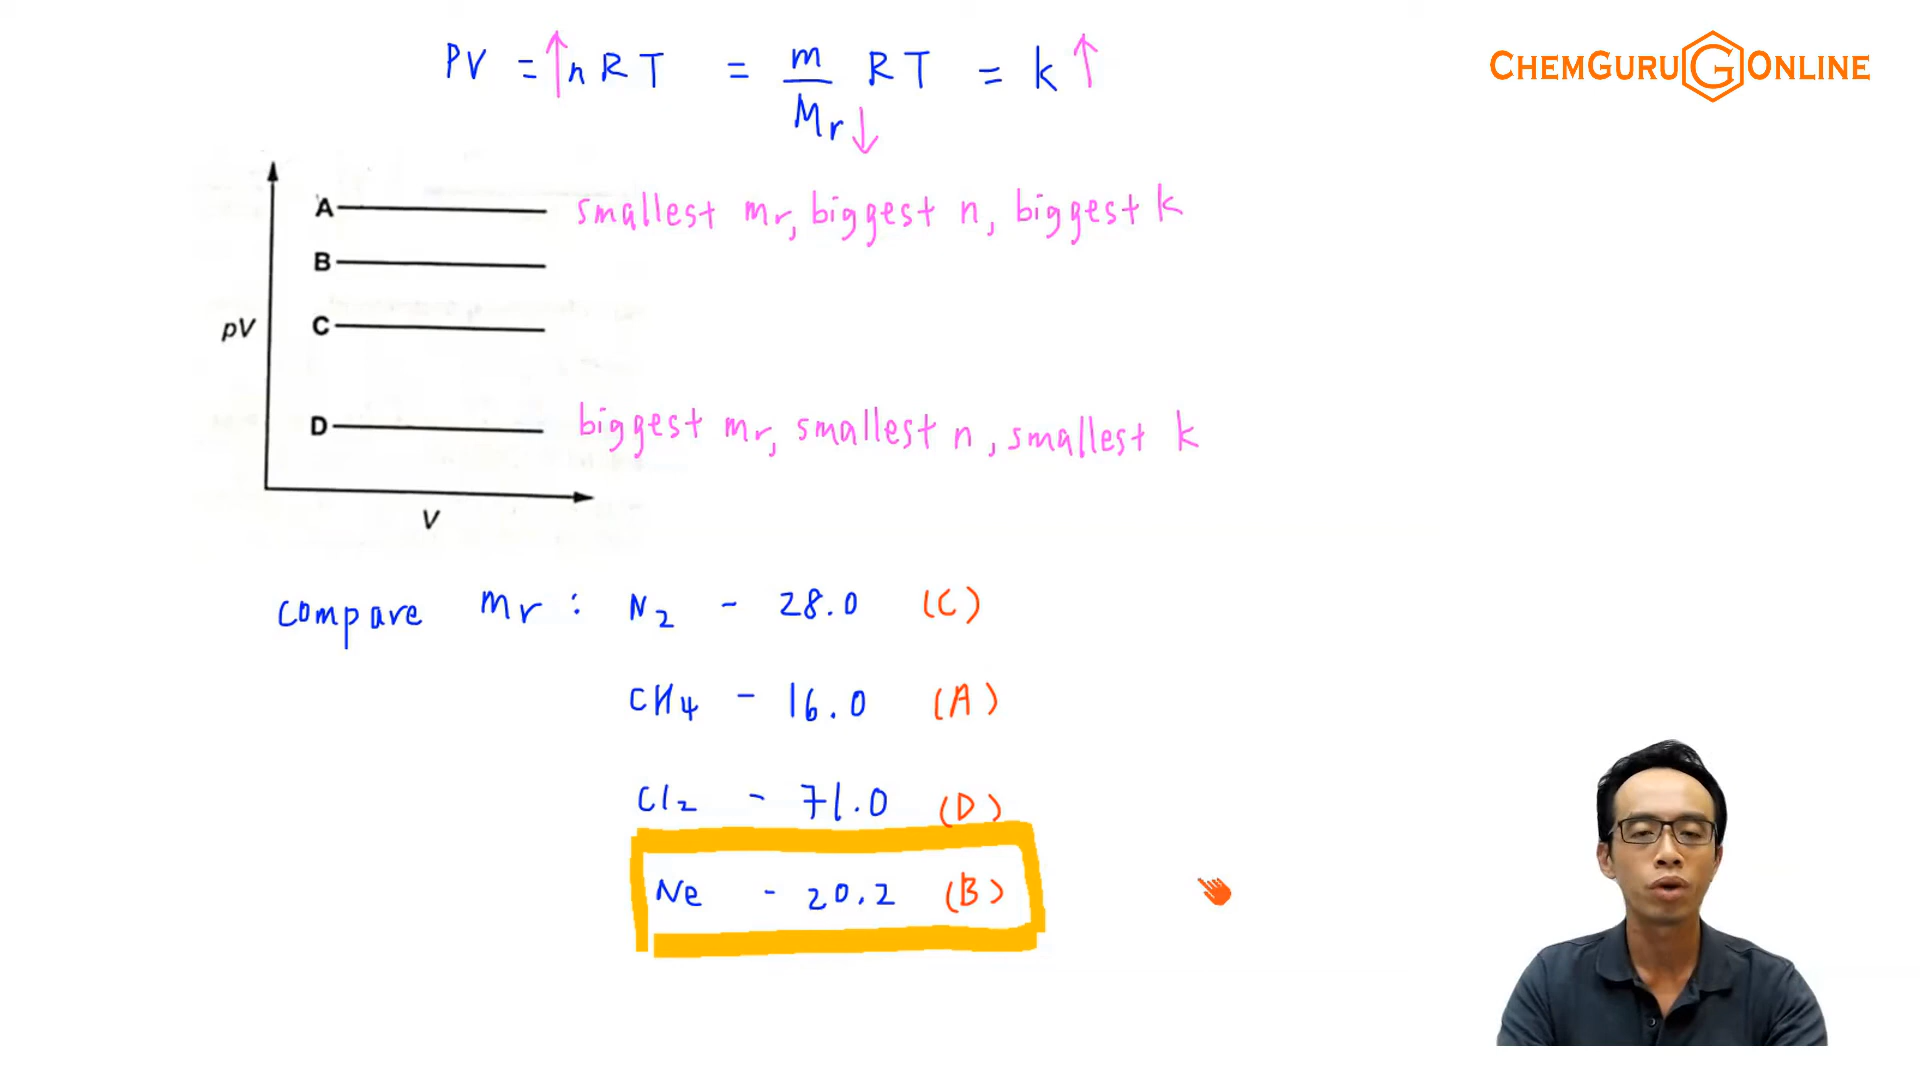 PV = ↑nRT = m/Mr↓ RT = k↑
CHEMGURU G ONLINE
A smallest mr, biggest n, biggest k
B
pV
C
D biggest mr, smallest n, smallest k
V
compare mr : N₂ - 28.0 (C)
CH₄ - 16.0 (A)
Cl₂ - 71.0 (D)
Ne - 20.2 (B)